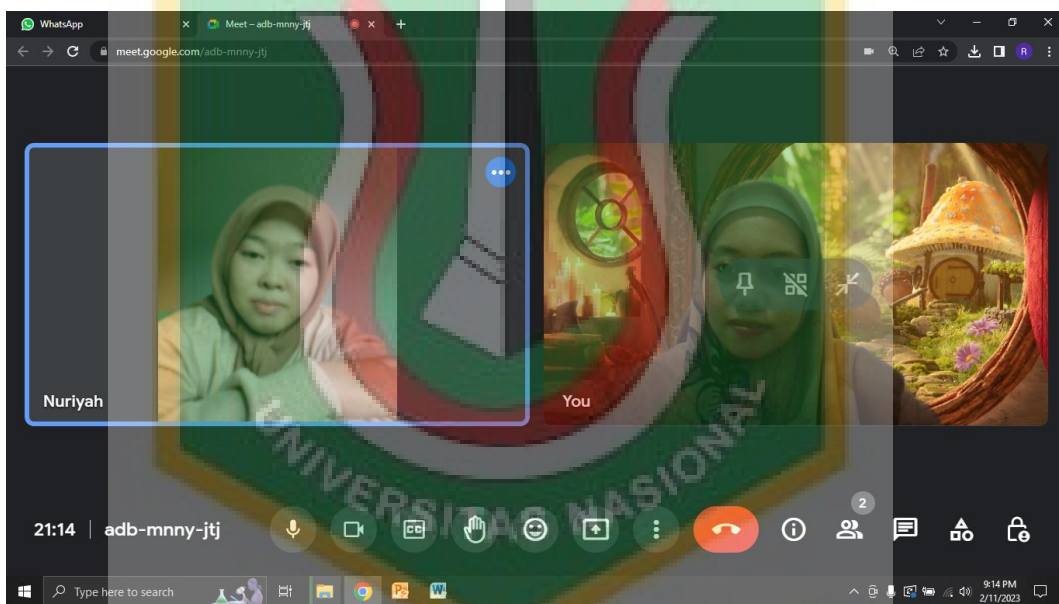 WhatsApp
Meet – adb-mnny-jtj
meet.google.com/adb-mnny-jtj
R
Nuriyah
You
UNIVERSITAS NASIONAL
2
21:14 | adb-mnny-jtj
CC
Type here to search
P
W
9:14 PM
2/11/2023